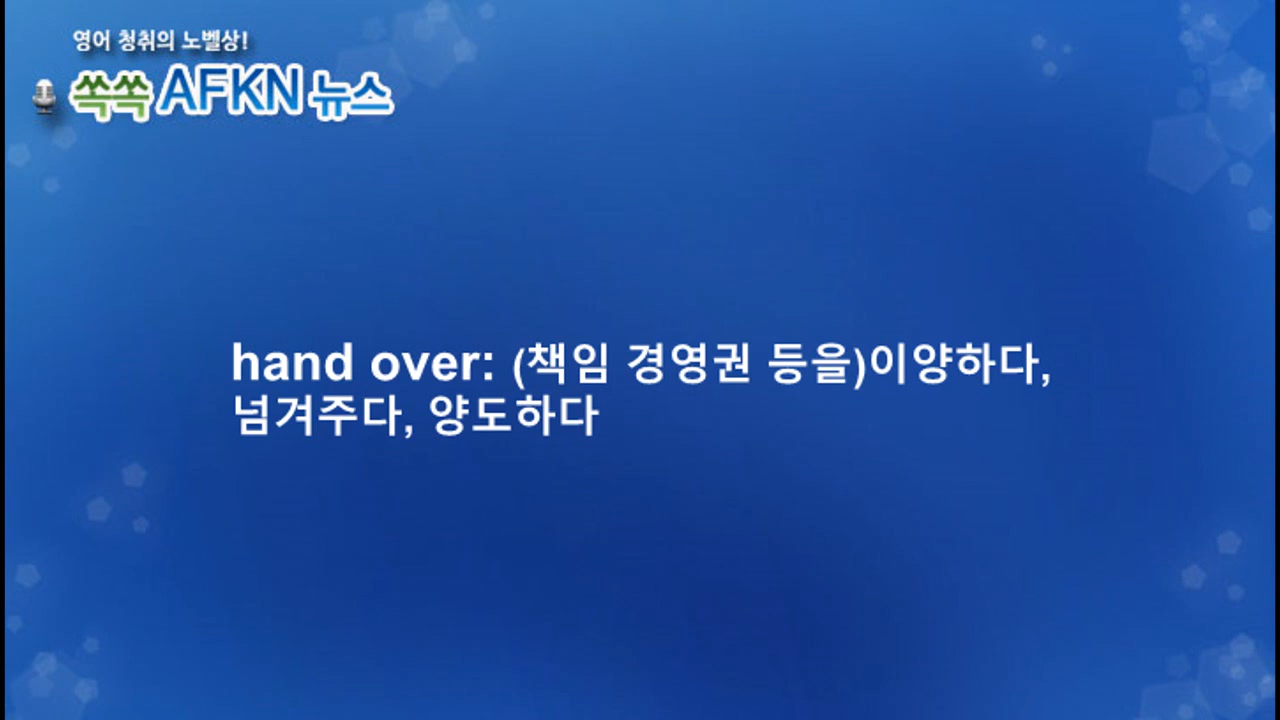 영어 청취의 노벨상!
쏙쏙 AFKN 뉴스
hand over: (책임 경영권 등을)이양하다,
넘겨주다, 양도하다